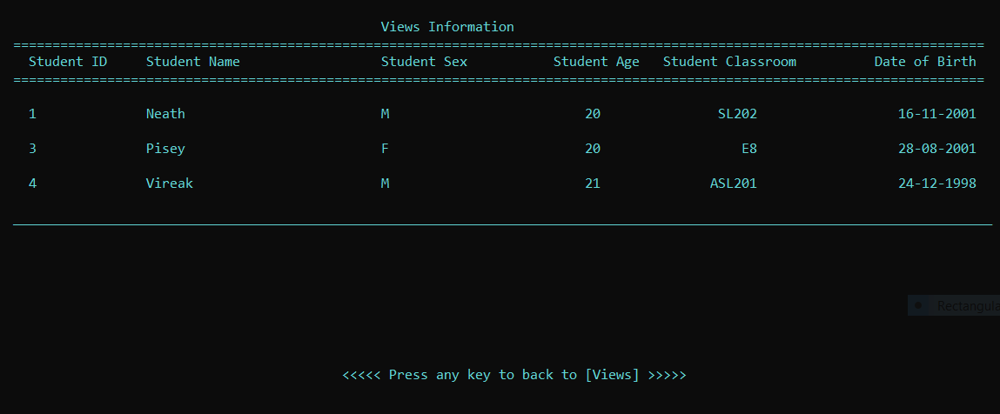 Views Information
============================================================================================================================
Student ID Student Name Student Sex Student Age Student Classroom Date of Birth
============================================================================================================================
1 Neath M 20 SL202 16-11-2001
3 Pisey F 20 E8 28-08-2001
4 Vireak M 21 ASL201 24-12-1998
Rectangula
<<<<< Press any key to back to [Views] >>>>>